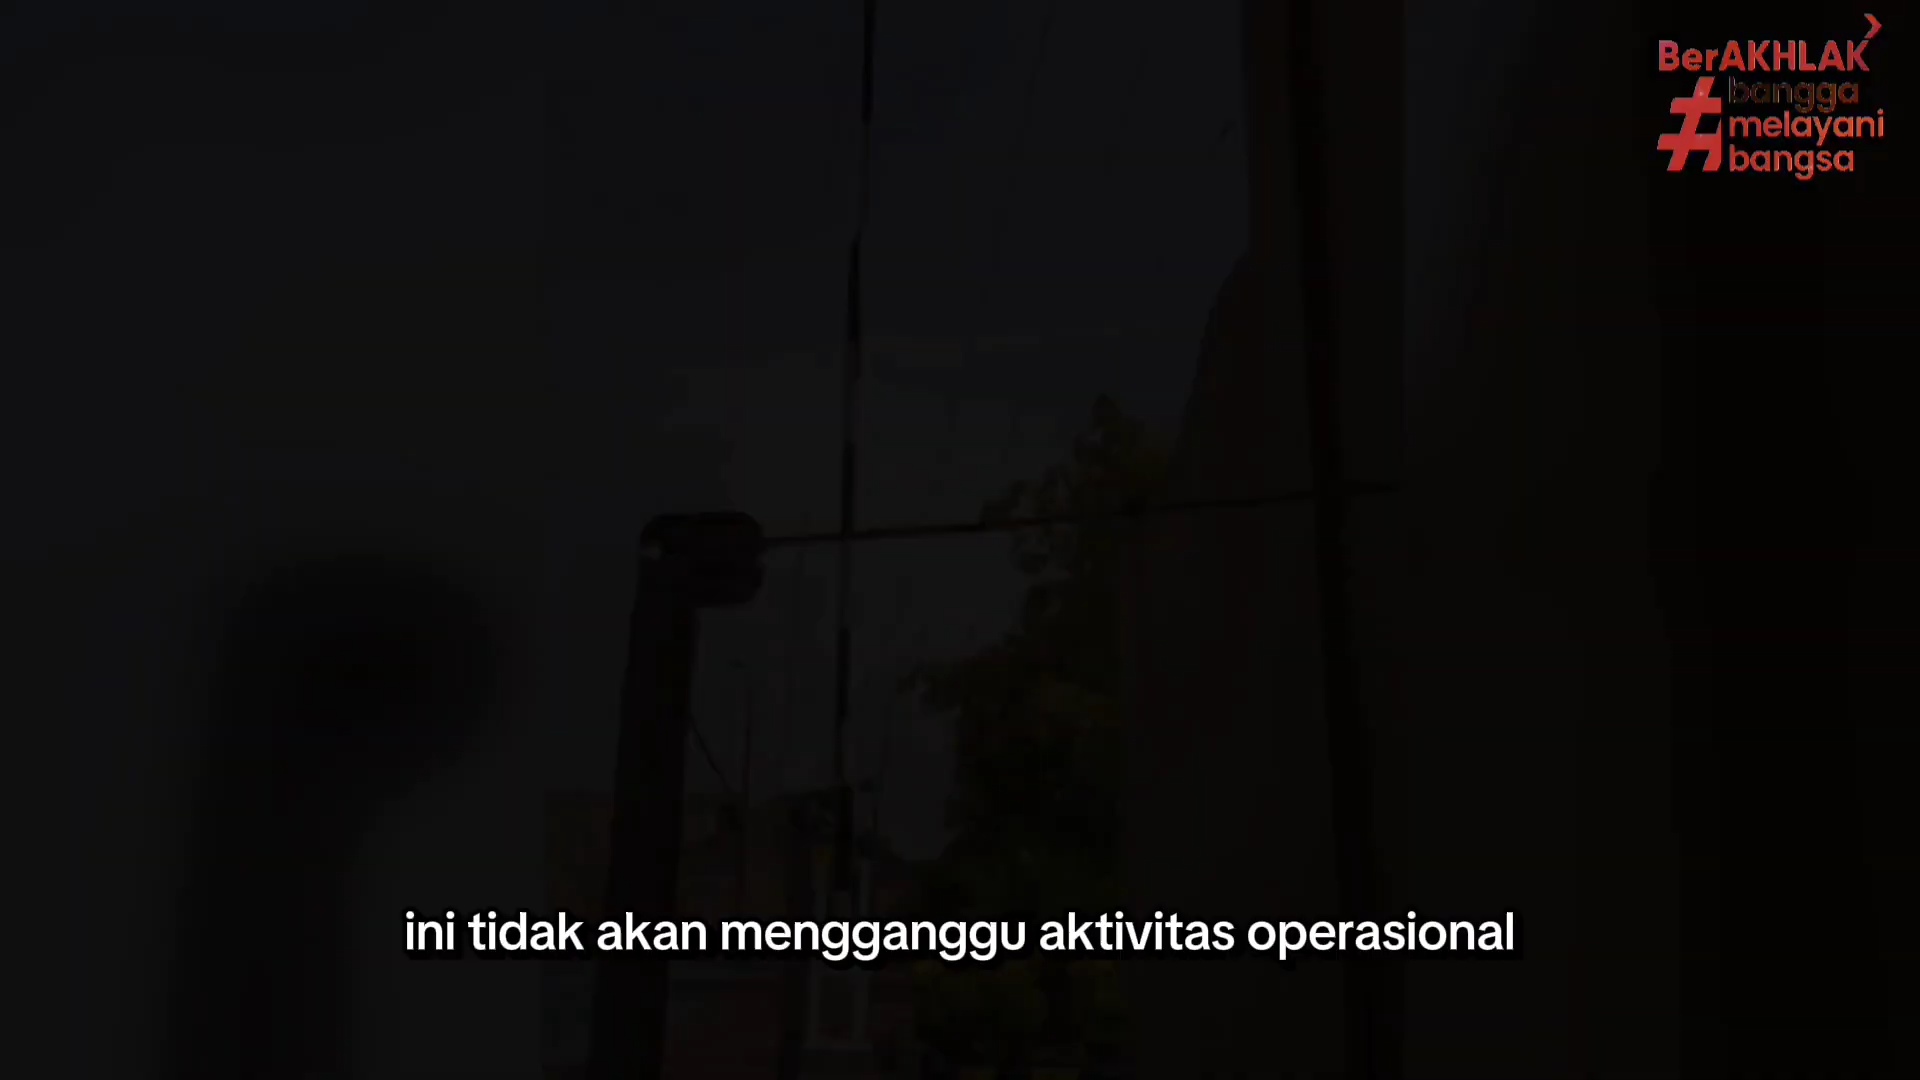 BerAKHLAK
#bangga
melayani
bangsa
ini tidak akan mengganggu aktivitas operasional